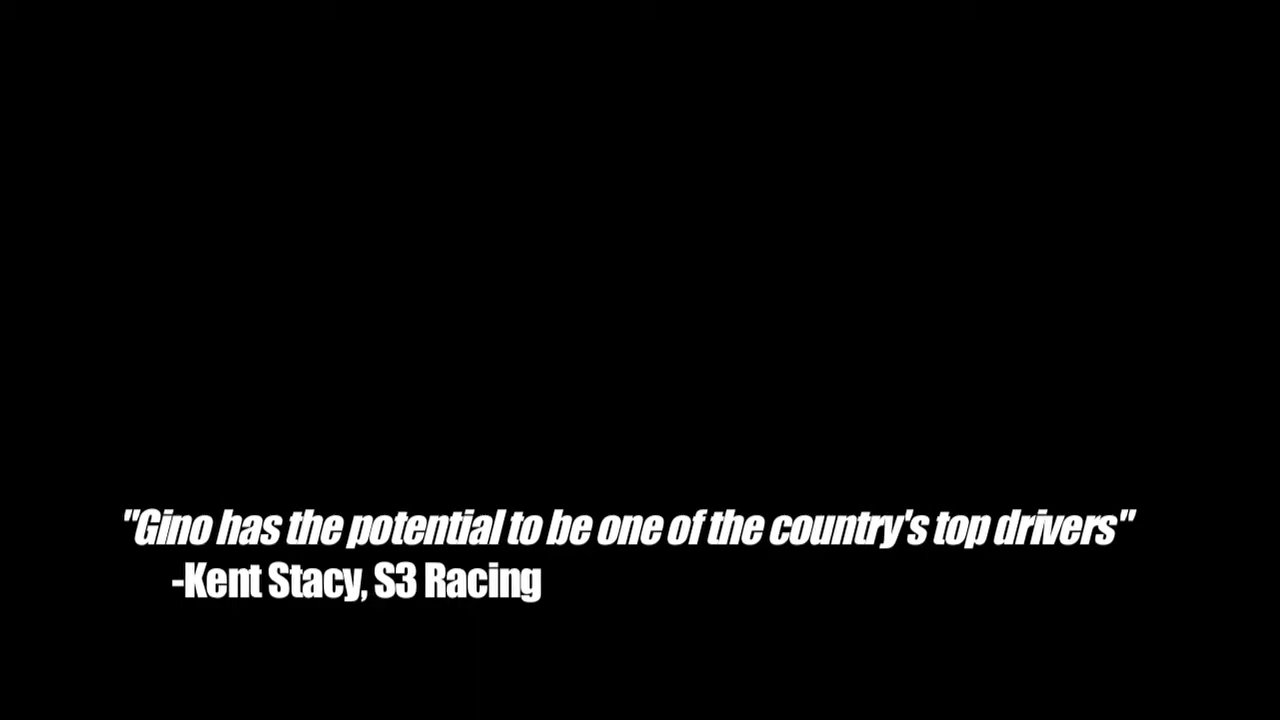 "Gino has the potential to be one of the country's top drivers"
-Kent Stacy, S3 Racing